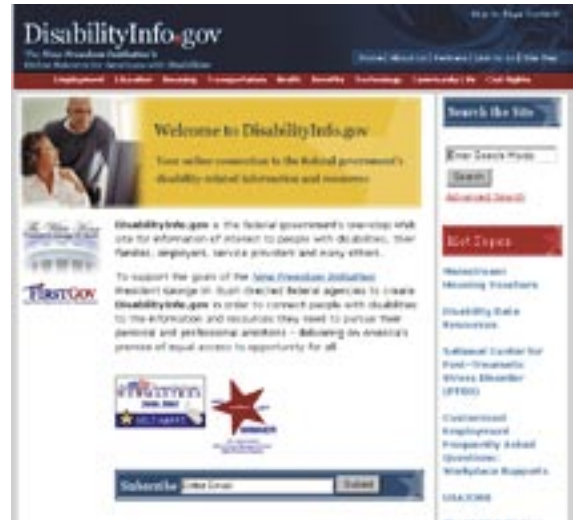 Skip to Page Content
DisabilityInfo.gov
The New Freedom Initiative's
Online Resource for Americans with Disabilities
Home | About Us | Partners | Link to Us | Site Map
Employment Education Housing Transportation Health Benefits Technology Community Life Civil Rights
Welcome to DisabilityInfo.gov
Your online connection to the federal government's
disability-related information and resources
DisabilityInfo.gov is the federal government's one-stop Web
site for information of interest to people with disabilities, their
families, employers, service providers and many others.
To support the goals of the New Freedom Initiative
President George W. Bush directed federal agencies to create
DisabilityInfo.gov in order to connect people with disabilities
to the information and resources they need to pursue their
personal and professional ambitions – delivering on America's
promise of equal access to opportunity for all
The White House
FIRSTGOV
Subscribe Enter Email Submit
Search the Site
Enter Search Words
Search
Advanced Search
Hot Topics
Mainstream
Housing Vouchers
Disability Data
Resources
National Center for
Post-Traumatic
Stress Disorder
(PTSD)
Customized
Employment
Frequently Asked
Questions:
Workplace Supports